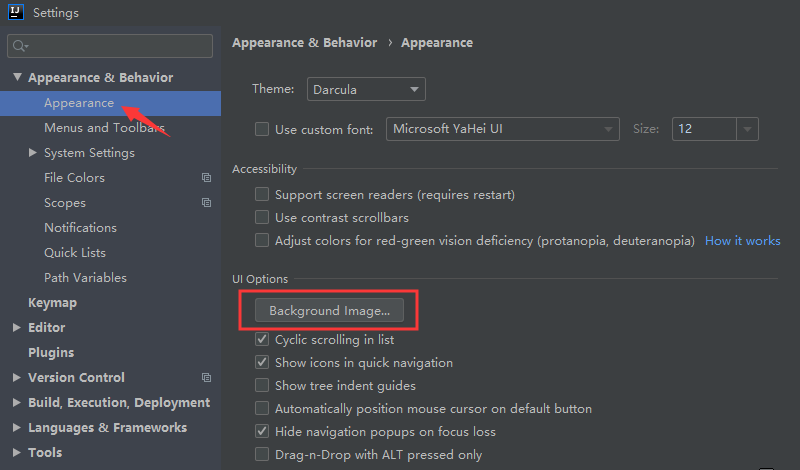 IJ Settings
Appearance & Behavior
Appearance
Menus and Toolbars
System Settings
File Colors
Scopes
Notifications
Quick Lists
Path Variables
Keymap
Editor
Plugins
Version Control
Build, Execution, Deployment
Languages & Frameworks
Tools
Appearance & Behavior › Appearance
Theme: Darcula
Use custom font: Microsoft YaHei UI Size: 12
Accessibility
Support screen readers (requires restart)
Use contrast scrollbars
Adjust colors for red-green vision deficiency (protanopia, deuteranopia) How it works
UI Options
Background Image...
Cyclic scrolling in list
Show icons in quick navigation
Show tree indent guides
Automatically position mouse cursor on default button
Hide navigation popups on focus loss
Drag-n-Drop with ALT pressed only